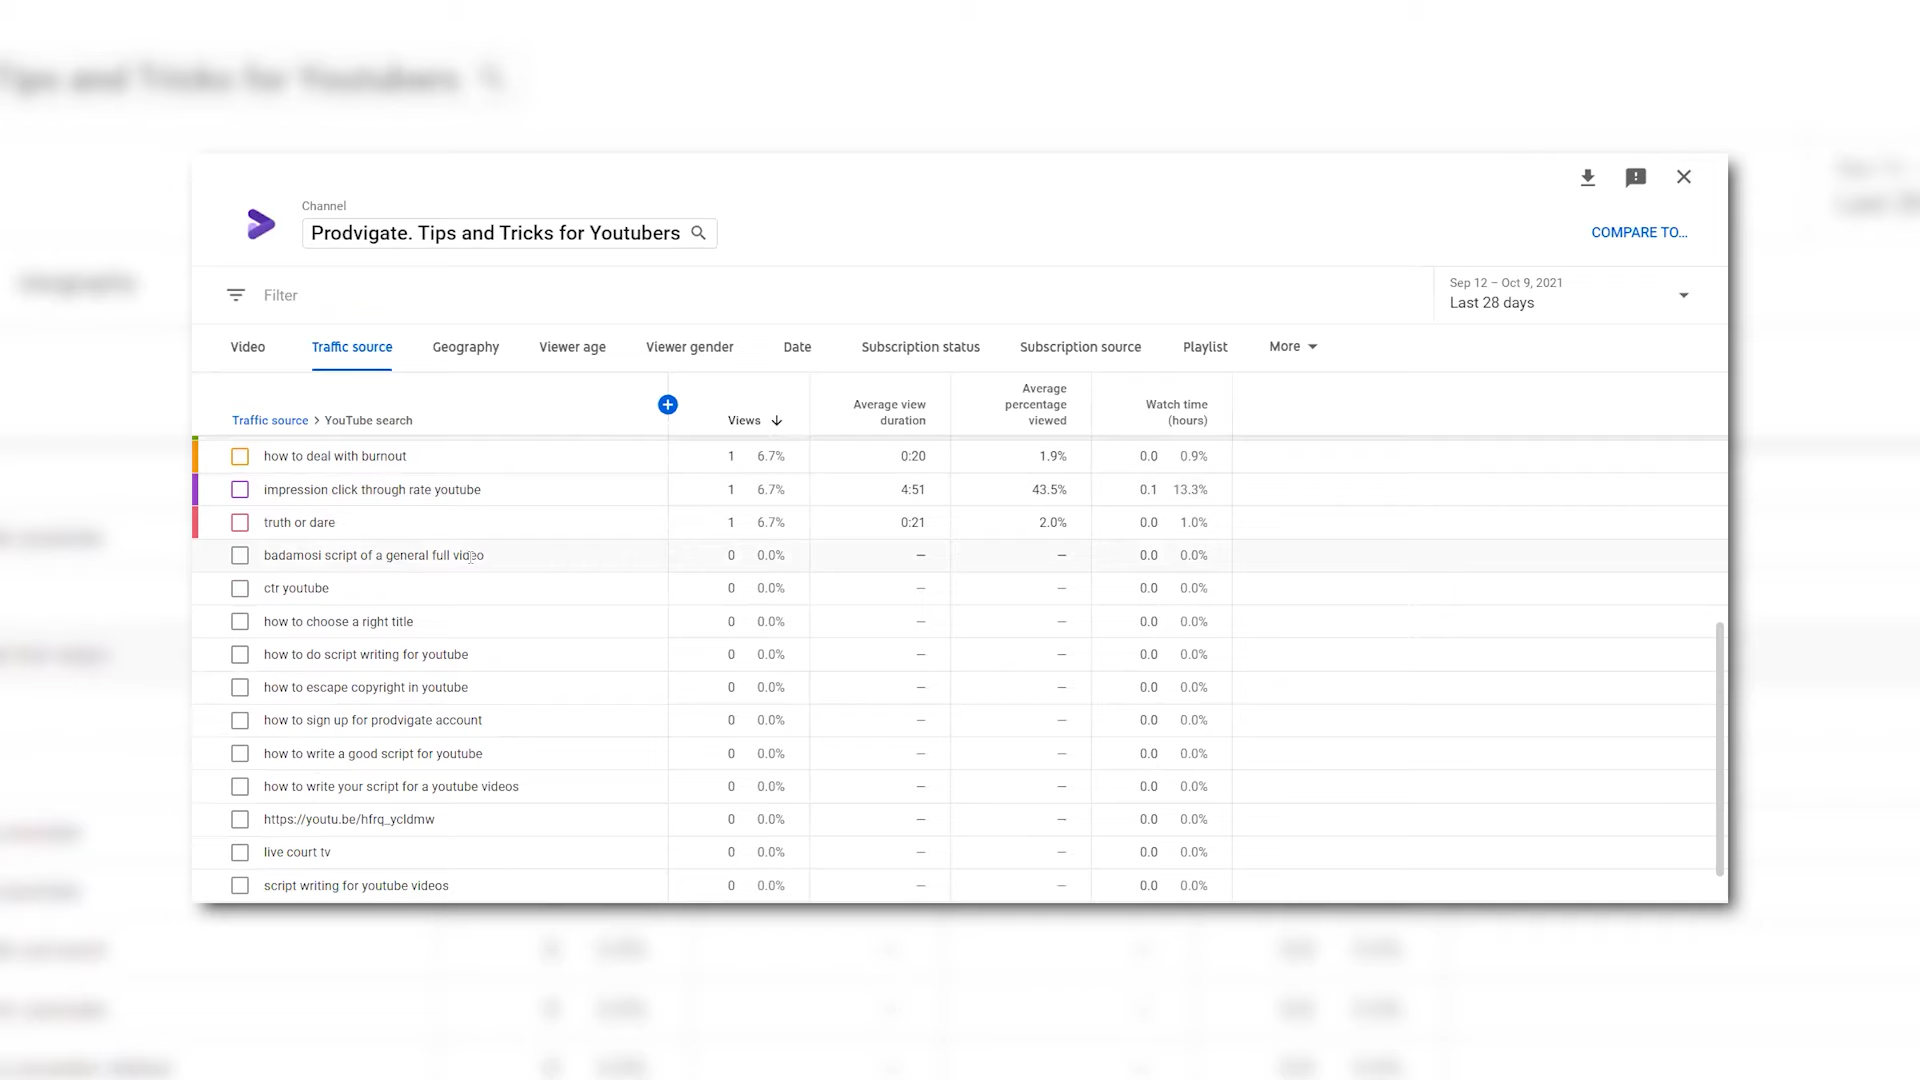 Tips and Tricks for Youtubers
Channel
Prodvigate. Tips and Tricks for Youtubers
COMPARE TO...
Filter
Sep 12 – Oct 9, 2021
Last 28 days
Video Traffic source Geography Viewer age Viewer gender Date Subscription status Subscription source Playlist More
Traffic source > YouTube search Views Average view duration Average percentage viewed Watch time (hours)
how to deal with burnout 1 6.7% 0:20 1.9% 0.0 0.9%
impression click through rate youtube 1 6.7% 4:51 43.5% 0.1 13.3%
truth or dare 1 6.7% 0:21 2.0% 0.0 1.0%
badamosi script of a general full video 0 0.0% — — 0.0 0.0%
ctr youtube 0 0.0% — — 0.0 0.0%
how to choose a right title 0 0.0% — — 0.0 0.0%
how to do script writing for youtube 0 0.0% — — 0.0 0.0%
how to escape copyright in youtube 0 0.0% — — 0.0 0.0%
how to sign up for prodvigate account 0 0.0% — — 0.0 0.0%
how to write a good script for youtube 0 0.0% — — 0.0 0.0%
how to write your script for a youtube videos 0 0.0% — — 0.0 0.0%
https://youtu.be/hfrq_ycldmw 0 0.0% — — 0.0 0.0%
live court tv 0 0.0% — — 0.0 0.0%
script writing for youtube videos 0 0.0% — — 0.0 0.0%